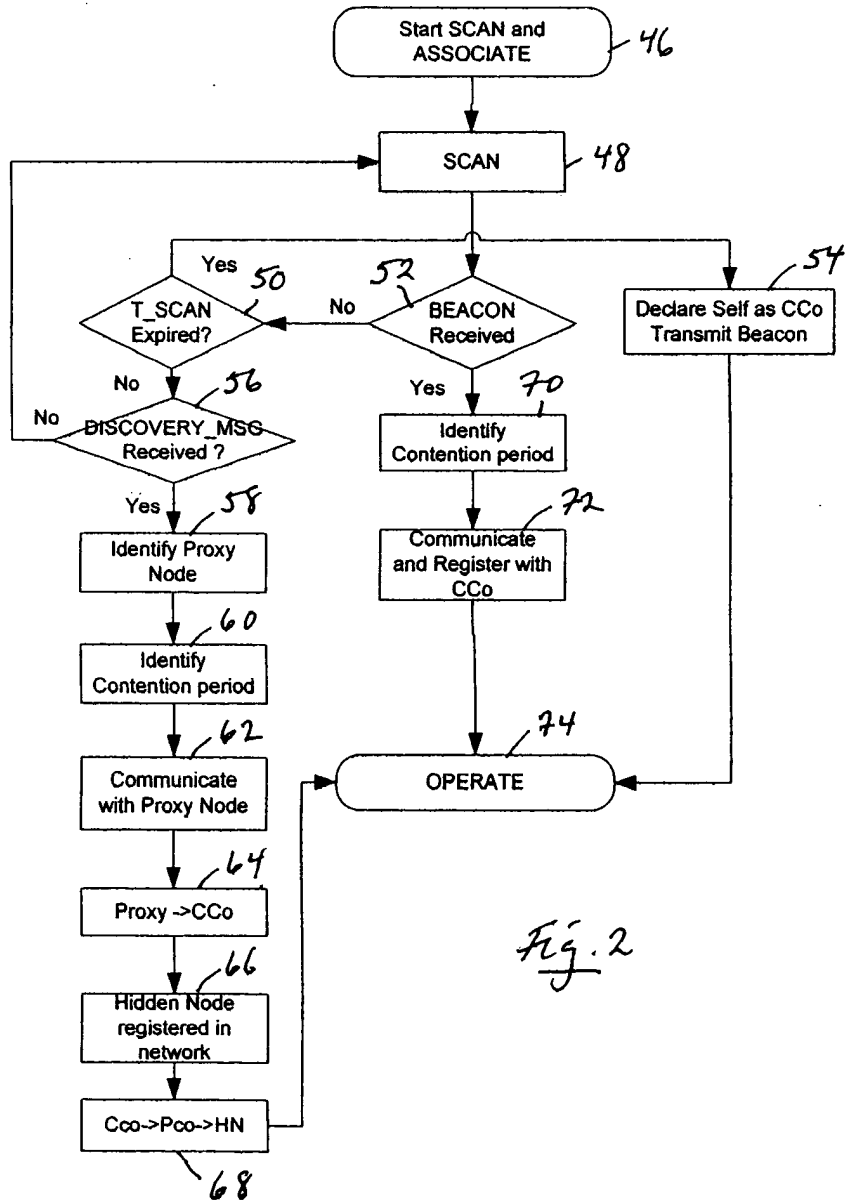 Start SCAN and
ASSOCIATE
46
SCAN
48
Yes
50
T_SCAN
Expired?
No
52
BEACON
Received
54
Declare Self as CCo
Transmit Beacon
No
56
No
DISCOVERY_MSG
Received ?
Yes
70
Identify
Contention period
Yes
58
Identify Proxy
Node
72
Communicate
and Register with
CCo
60
Identify
Contention period
62
Communicate
with Proxy Node
74
OPERATE
64
Proxy ->CCo
66
Hidden Node
registered in
network
Cco->Pco->HN
68
Fig. 2